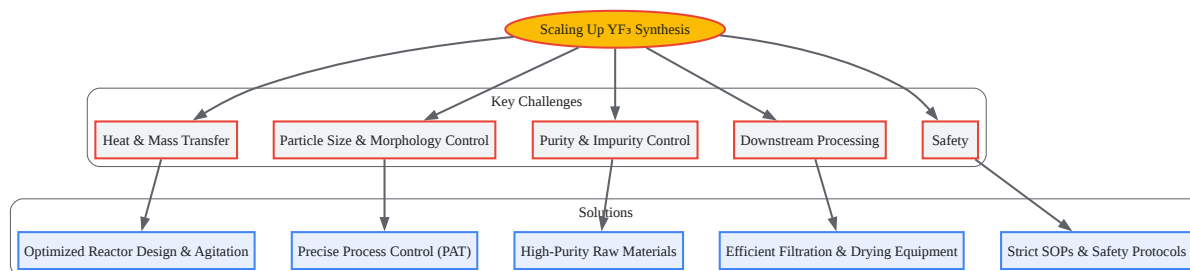 Scaling Up YF₃ Synthesis
Key Challenges
Heat & Mass Transfer
Particle Size & Morphology Control
Purity & Impurity Control
Downstream Processing
Safety
Solutions
Optimized Reactor Design & Agitation
Precise Process Control (PAT)
High-Purity Raw Materials
Efficient Filtration & Drying Equipment
Strict SOPs & Safety Protocols